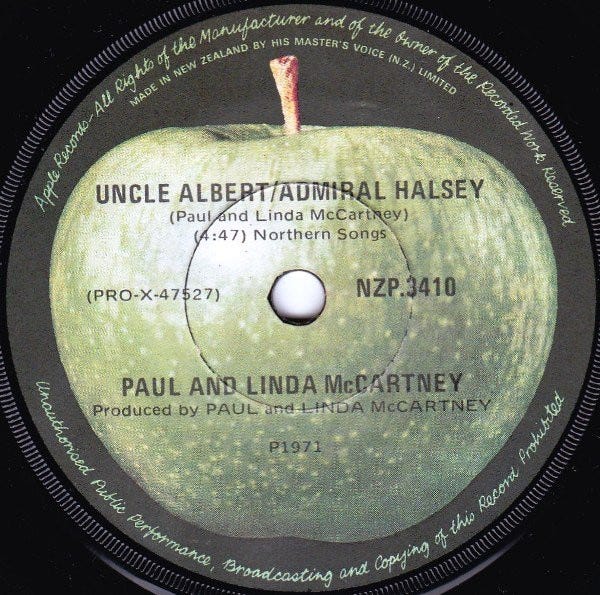 Apple Records—All Rights of the Manufacturer and of the Owner of the Recorded Work Reserved
MADE IN NEW ZEALAND BY HIS MASTER'S VOICE (N.Z.) LIMITED
UNCLE ALBERT/ADMIRAL HALSEY
(Paul and Linda McCartney)
(4:47) Northern Songs
(PRO-X-47527)
NZP.3410
PAUL AND LINDA McCARTNEY
Produced by PAUL and LINDA McCARTNEY
P1971
Unauthorised Public Performance, Broadcasting and Copying of this Record Prohibited